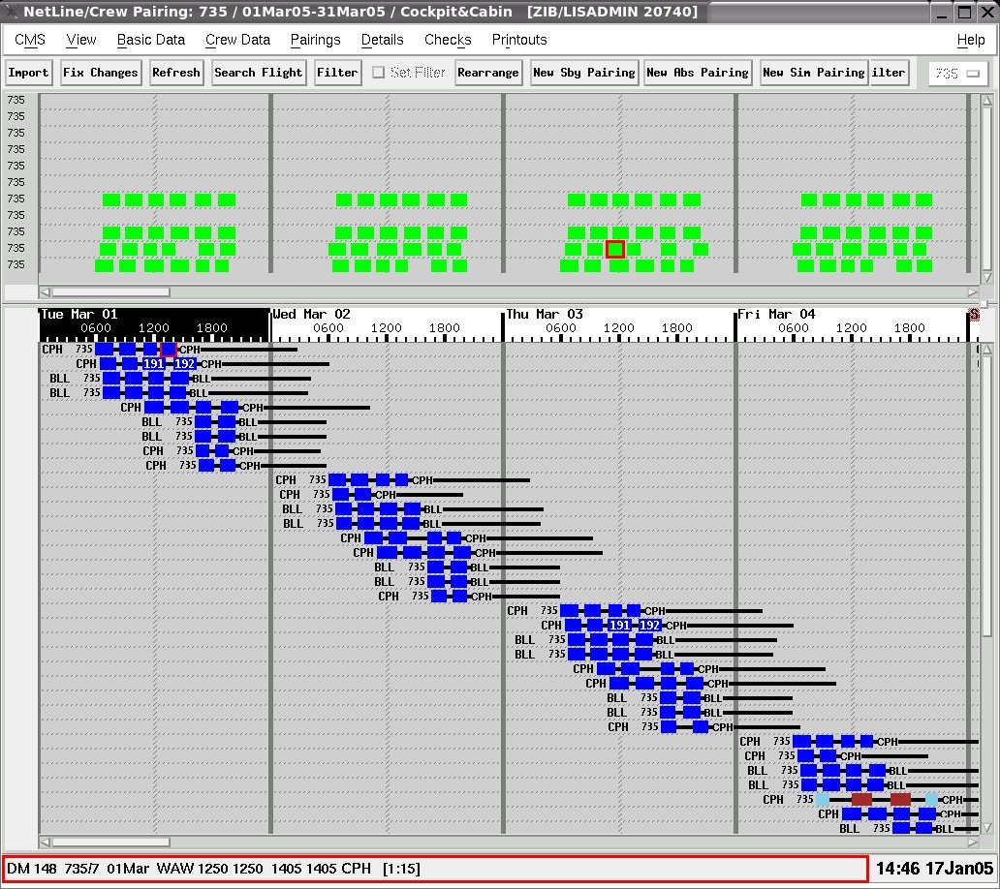 NetLine/Crew Pairing: 735 / 01Mar05-31Mar05 / Cockpit&Cabin [ZIB/LISADMIN 20740]
CMS View Basic Data Crew Data Pairings Details Checks Printouts Help
Import Fix Changes Refresh Search Flight Filter Set Filter Rearrange New Sby Pairing New Abs Pairing New Sim Pairing ilter 735
735
735
735
735
735
735
735
735
735
735
735
Tue Mar 01 Wed Mar 02 Thu Mar 03 Fri Mar 04 S
0600 1200 1800 0600 1200 1800 0600 1200 1800 0600 1200 1800
CPH 735 CPH
CPH 191 192 CPH
BLL 735 BLL
BLL 735 BLL
CPH CPH
BLL 735 BLL
BLL 735 BLL
CPH 735 CPH
CPH 735 CPH
CPH 735 CPH
CPH 735 CPH
BLL 735 BLL
BLL 735 BLL
CPH CPH
CPH CPH
BLL 735 BLL
BLL 735 BLL
CPH 735 CPH
CPH 735 CPH
CPH 191 192 CPH
BLL 735 BLL
BLL 735 BLL
CPH CPH
CPH CPH
BLL 735 BLL
BLL 735 BLL
CPH 735 CPH
CPH 735 CPH
CPH 735 CPH
BLL 735 BLL
BLL 735 BLL
CPH 735 CPH
CPH CPH
BLL 735 BLL
DM 148 735/7 01Mar WAW 1250 1250 1405 1405 CPH [1:15] 14:46 17Jan05